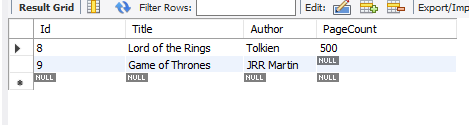 Result Grid Filter Rows: Edit: Export/Imp
Id Title Author PageCount
8 Lord of the Rings Tolkien 500
9 Game of Thrones JRR Martin NULL
NULL NULL NULL NULL